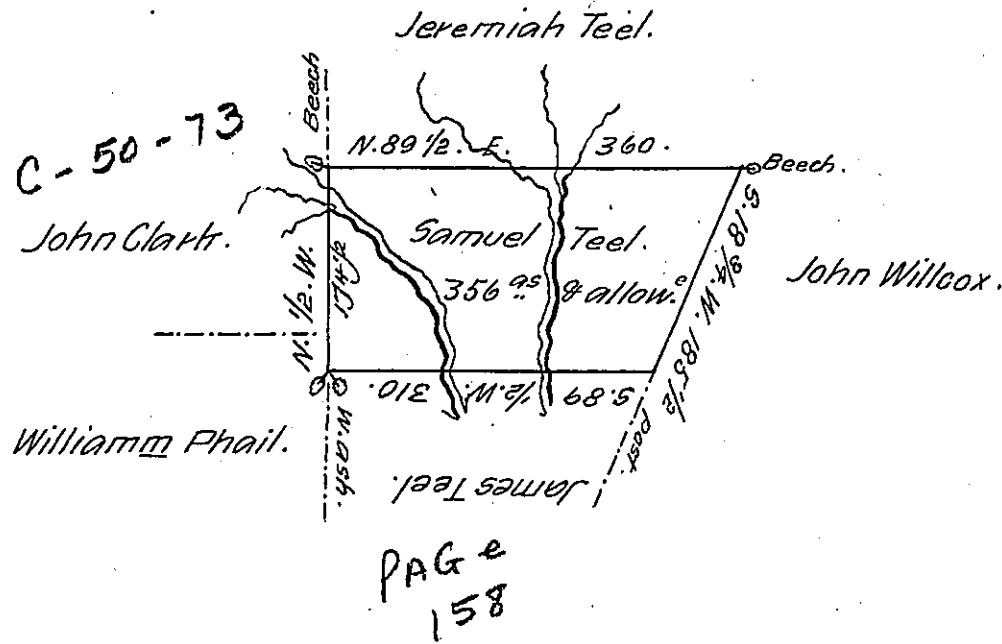 Jeremiah Teel.
C-50-73
Beech
N.89 1/2. E. 360.
Beech.
John Clark.
N. 1/2. W.
174 1/2
Samuel Teel.
356 as & allow.e
S. 18 3/4. W. 185 1/2
John Willcox.
S.89 1/2. W. 310.
post.
W.Ash.
Williamm Phail.
James Teel.
PAGe
158